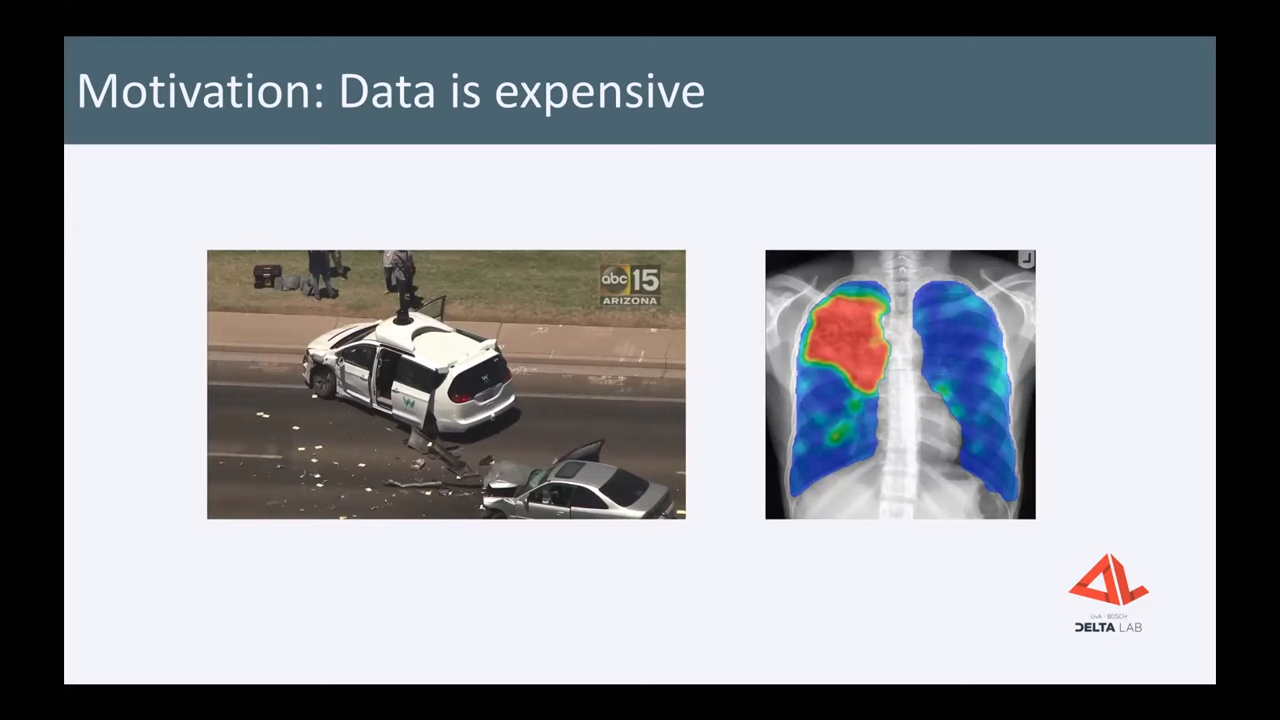 Motivation: Data is expensive
abc 15
ARIZONA
W
W
UvA - BOSCH
DELTA LAB